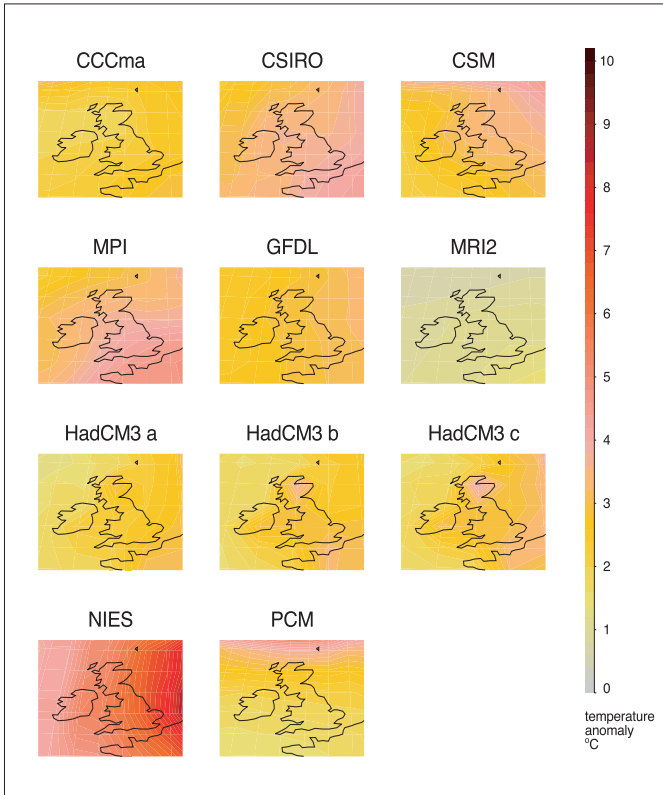 CCCma
CSIRO
CSM
MPI
GFDL
MRI2
HadCM3 a
HadCM3 b
HadCM3 c
NIES
PCM
10
9
8
7
6
5
4
3
2
1
0
temperature
anomaly
°C